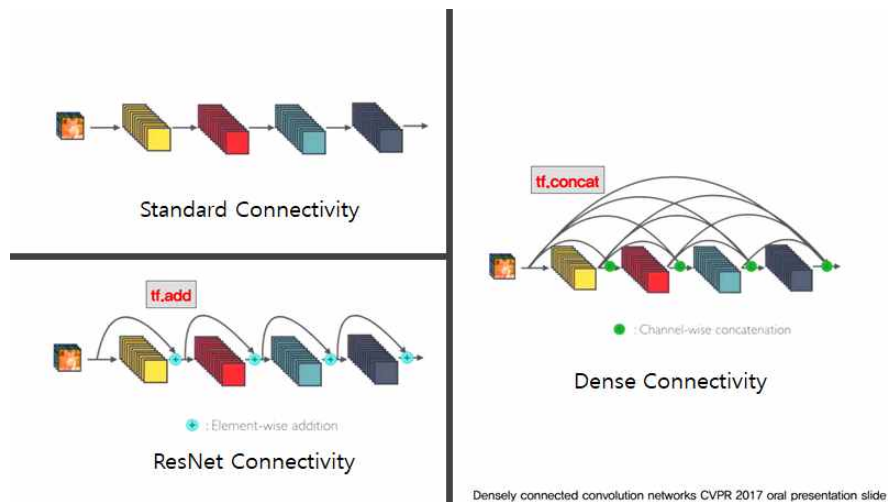 Standard Connectivity
tf.add
: Element-wise addition
ResNet Connectivity
tf.concat
: Channel-wise concatenation
Dense Connectivity
Densely connected convolution networks CVPR 2017 oral presentation slide